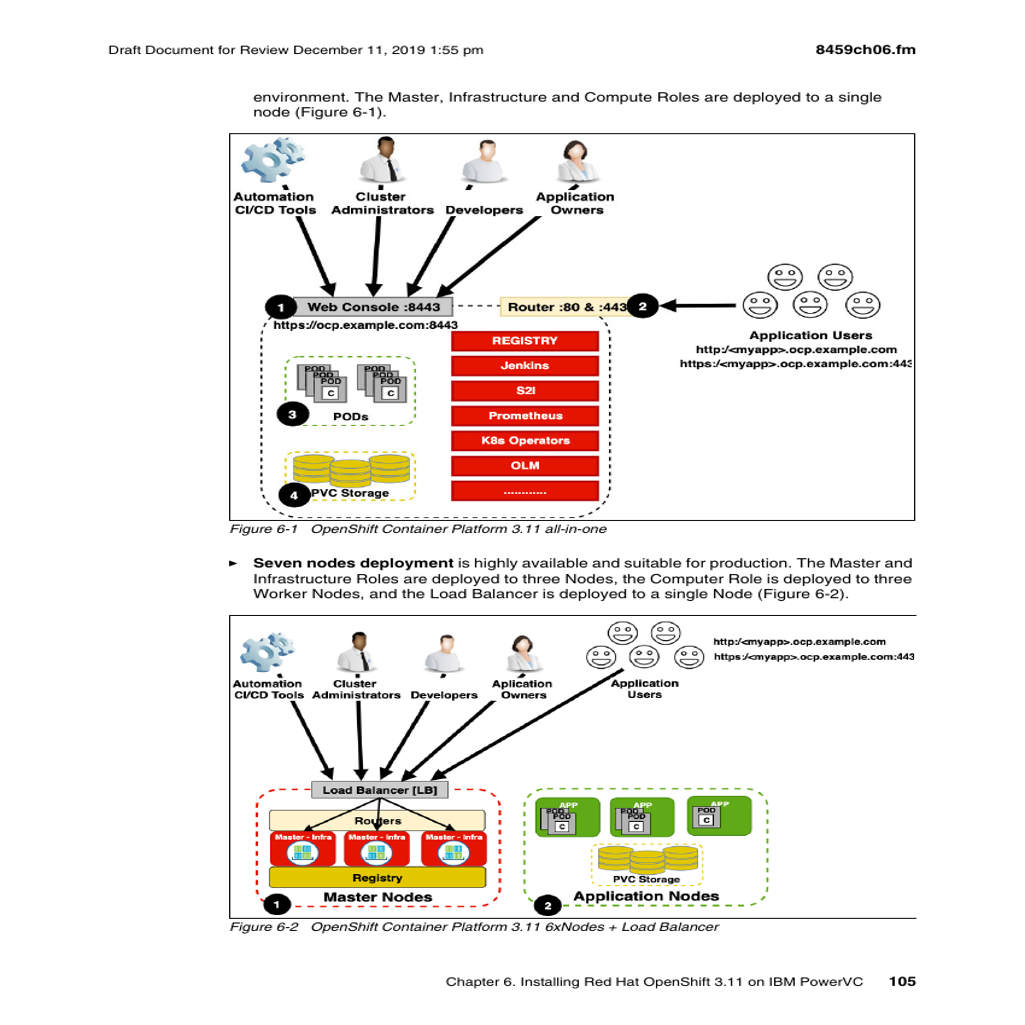 Draft Document for Review December 11, 2019 1:55 pm 8459ch06.fm
environment. The Master, Infrastructure and Compute Roles are deployed to a single
node (Figure 6-1).
Automation Cluster Application
CI/CD Tools Administrators Developers Owners
1 Web Console :8443 Router :80 & :443 2
https://ocp.example.com:8443
Application Users
http:/<myapp>.ocp.example.com
https:/<myapp>.ocp.example.com:443
REGISTRY
Jenkins
S2I
Prometheus
K8s Operators
OLM
............
POD POD
POD POD
POD POD
C C
3 PODs
4 PVC Storage
Figure 6-1 OpenShift Container Platform 3.11 all-in-one
► Seven nodes deployment is highly available and suitable for production. The Master and
Infrastructure Roles are deployed to three Nodes, the Computer Role is deployed to three
Worker Nodes, and the Load Balancer is deployed to a single Node (Figure 6-2).
http:/<myapp>.ocp.example.com
https:/<myapp>.ocp.example.com:443
Automation Cluster Aplication Application
CI/CD Tools Administrators Developers Owners Users
Load Balancer [LB]
Routers
Master - Infra Master - Infra Master - Infra
Registry
1 Master Nodes
APP APP APP
POD POD POD
POD POD
C C C
PVC Storage
2 Application Nodes
Figure 6-2 OpenShift Container Platform 3.11 6xNodes + Load Balancer
Chapter 6. Installing Red Hat OpenShift 3.11 on IBM PowerVC 105